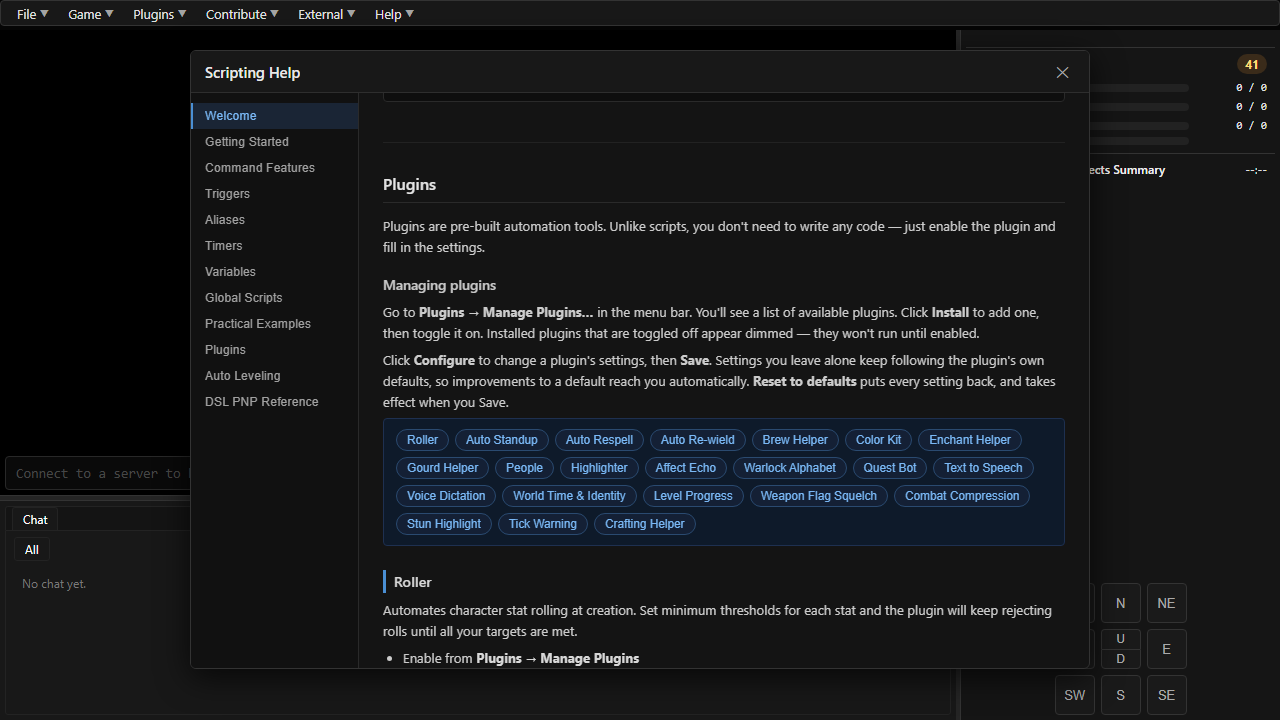 File ▼ Game ▼ Plugins ▼ Contribute ▼ External ▼ Help ▼
Scripting Help
41
0 / 0
0 / 0
0 / 0
ects Summary --:--
Welcome
Getting Started
Command Features
Triggers
Aliases
Timers
Variables
Global Scripts
Practical Examples
Plugins
Auto Leveling
DSL PNP Reference
Plugins
Plugins are pre-built automation tools. Unlike scripts, you don't need to write any code — just enable the plugin and
fill in the settings.
Managing plugins
Go to Plugins → Manage Plugins... in the menu bar. You'll see a list of available plugins. Click Install to add one,
then toggle it on. Installed plugins that are toggled off appear dimmed — they won't run until enabled.
Click Configure to change a plugin's settings, then Save. Settings you leave alone keep following the plugin's own
defaults, so improvements to a default reach you automatically. Reset to defaults puts every setting back, and takes
effect when you Save.
Roller Auto Standup Auto Respell Auto Re-wield Brew Helper Color Kit Enchant Helper
Gourd Helper People Highlighter Affect Echo Warlock Alphabet Quest Bot Text to Speech
Voice Dictation World Time & Identity Level Progress Weapon Flag Squelch Combat Compression
Stun Highlight Tick Warning Crafting Helper
Roller
Automates character stat rolling at creation. Set minimum thresholds for each stat and the plugin will keep rejecting
rolls until all your targets are met.
• Enable from Plugins → Manage Plugins
Connect to a server to
Chat
All
No chat yet.
N NE
U
D
E
SW S SE